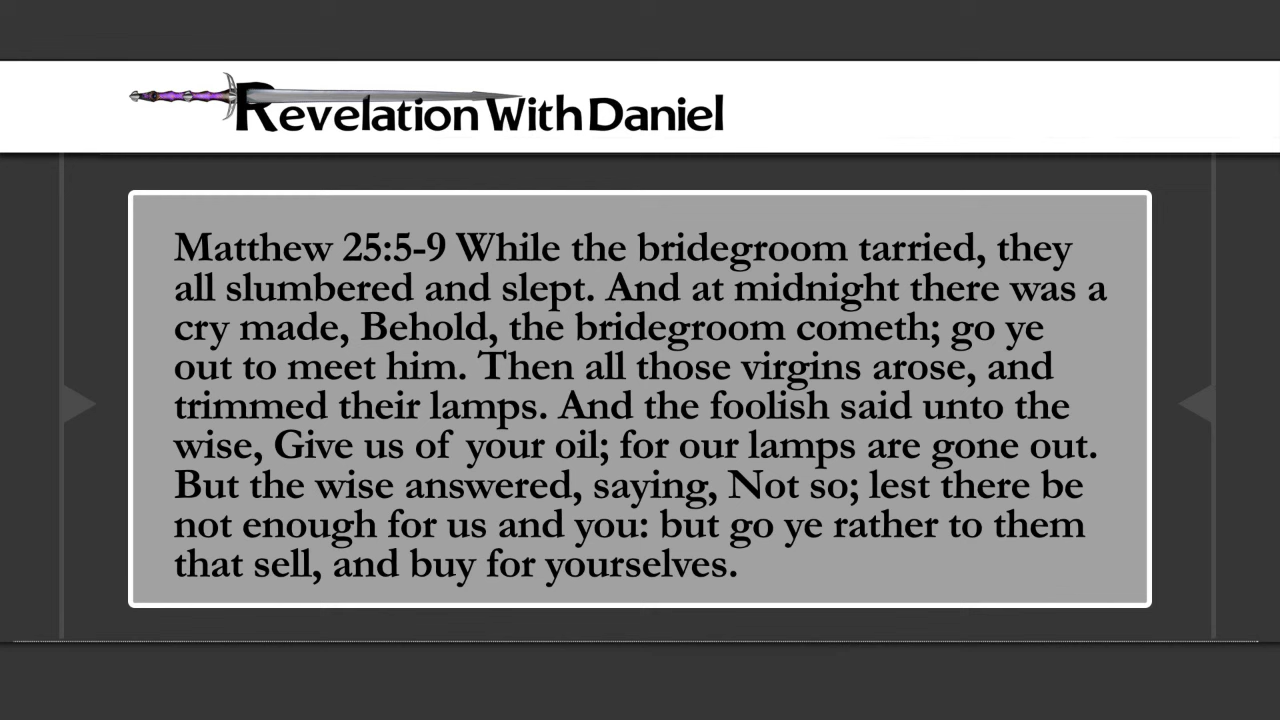 Revelation With Daniel
Matthew 25:5-9 While the bridegroom tarried, they
all slumbered and slept. And at midnight there was a
cry made, Behold, the bridegroom cometh; go ye
out to meet him. Then all those virgins arose, and
trimmed their lamps. And the foolish said unto the
wise, Give us of your oil; for our lamps are gone out.
But the wise answered, saying, Not so; lest there be
not enough for us and you: but go ye rather to them
that sell, and buy for yourselves.